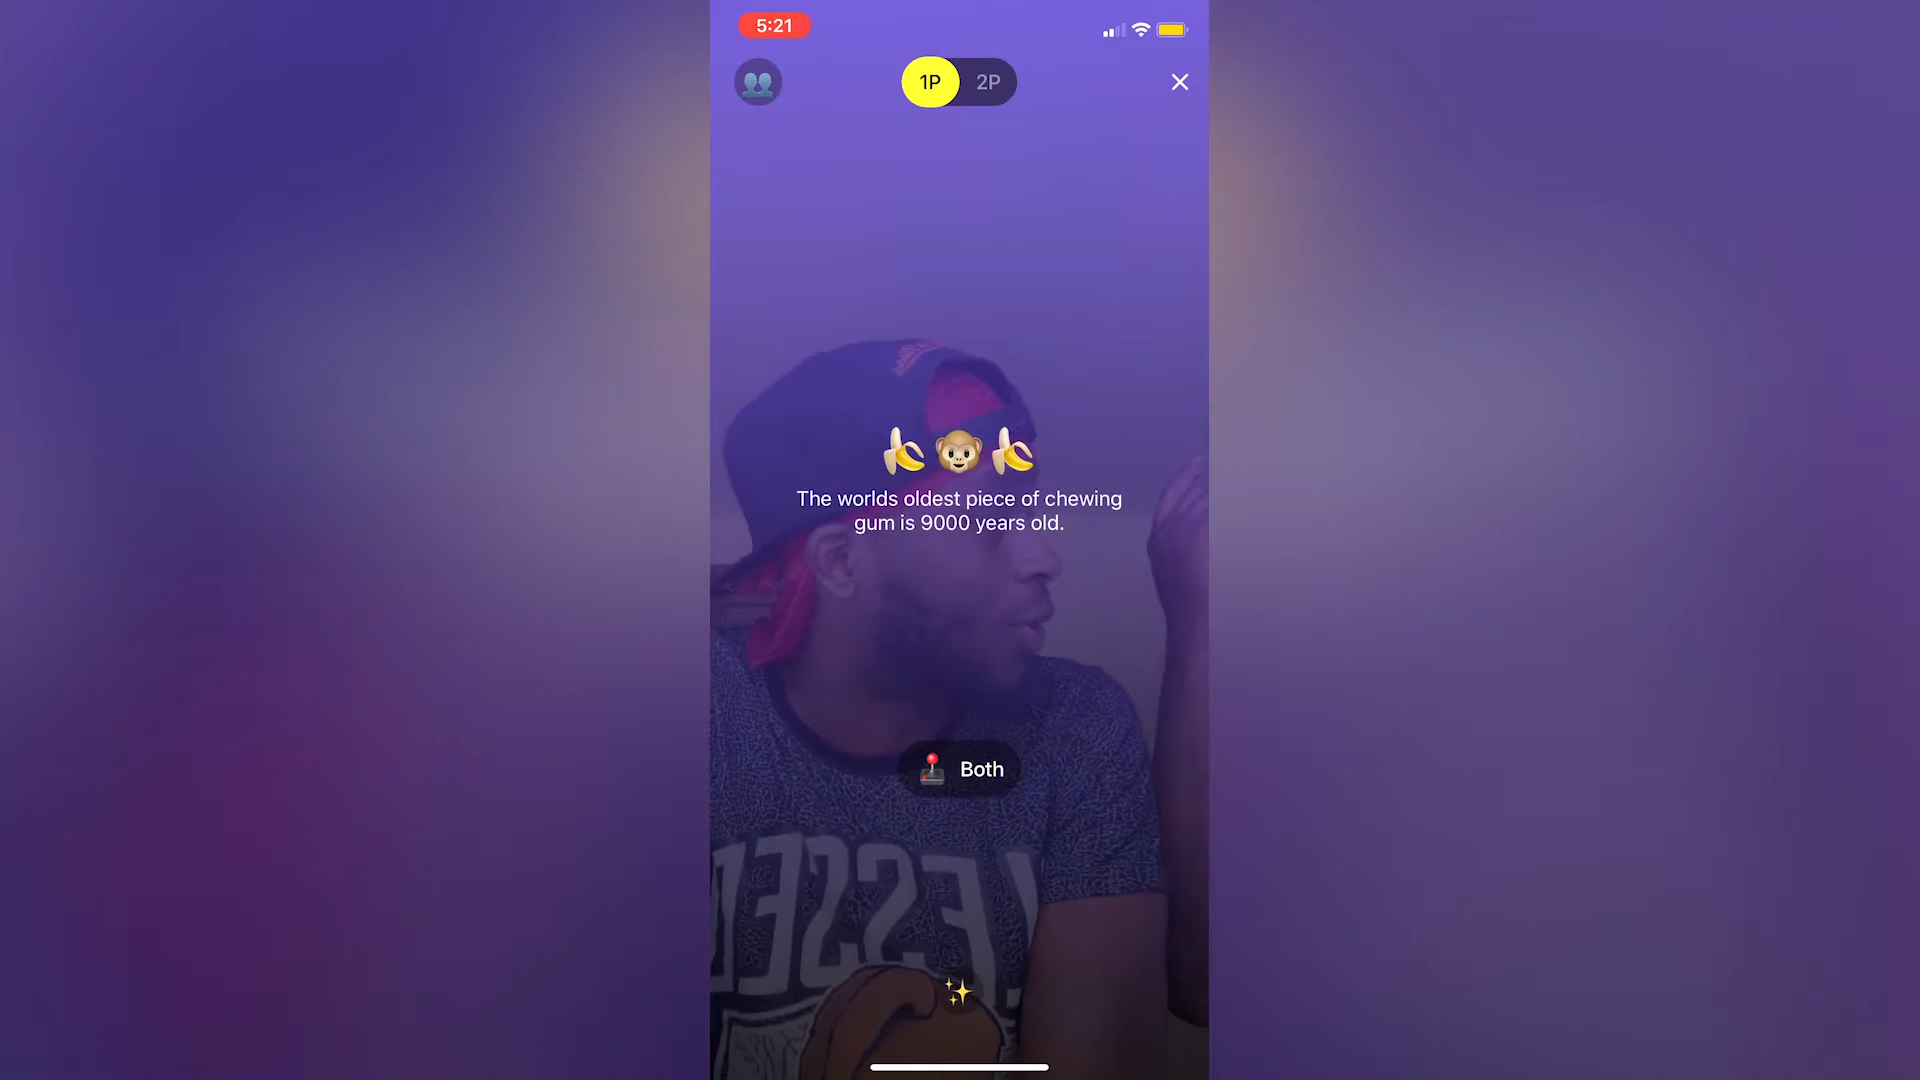 5:21
1P 2P
The worlds oldest piece of chewing
gum is 9000 years old.
Both